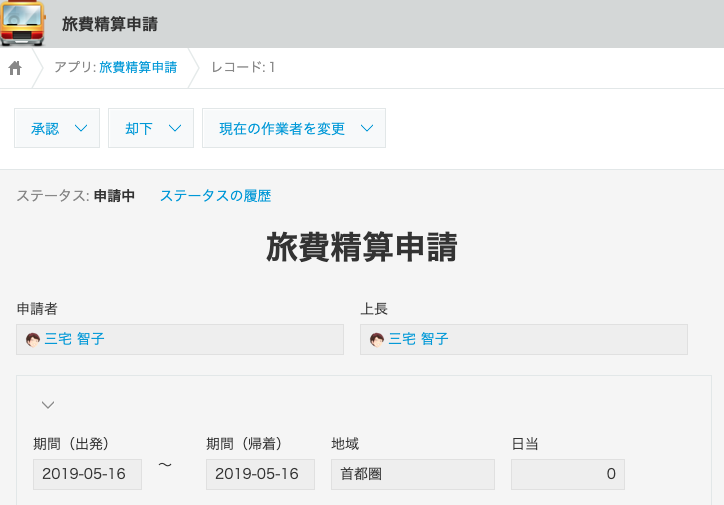 旅費精算申請
アプリ: 旅費精算申請 レコード: 1
承認 却下 現在の作業者を変更
ステータス: 申請中 ステータスの履歴
旅費精算申請
申請者 上長
三宅 智子 三宅 智子
期間（出発） 期間（帰着） 地域 日当
2019-05-16 ～ 2019-05-16 首都圏 0